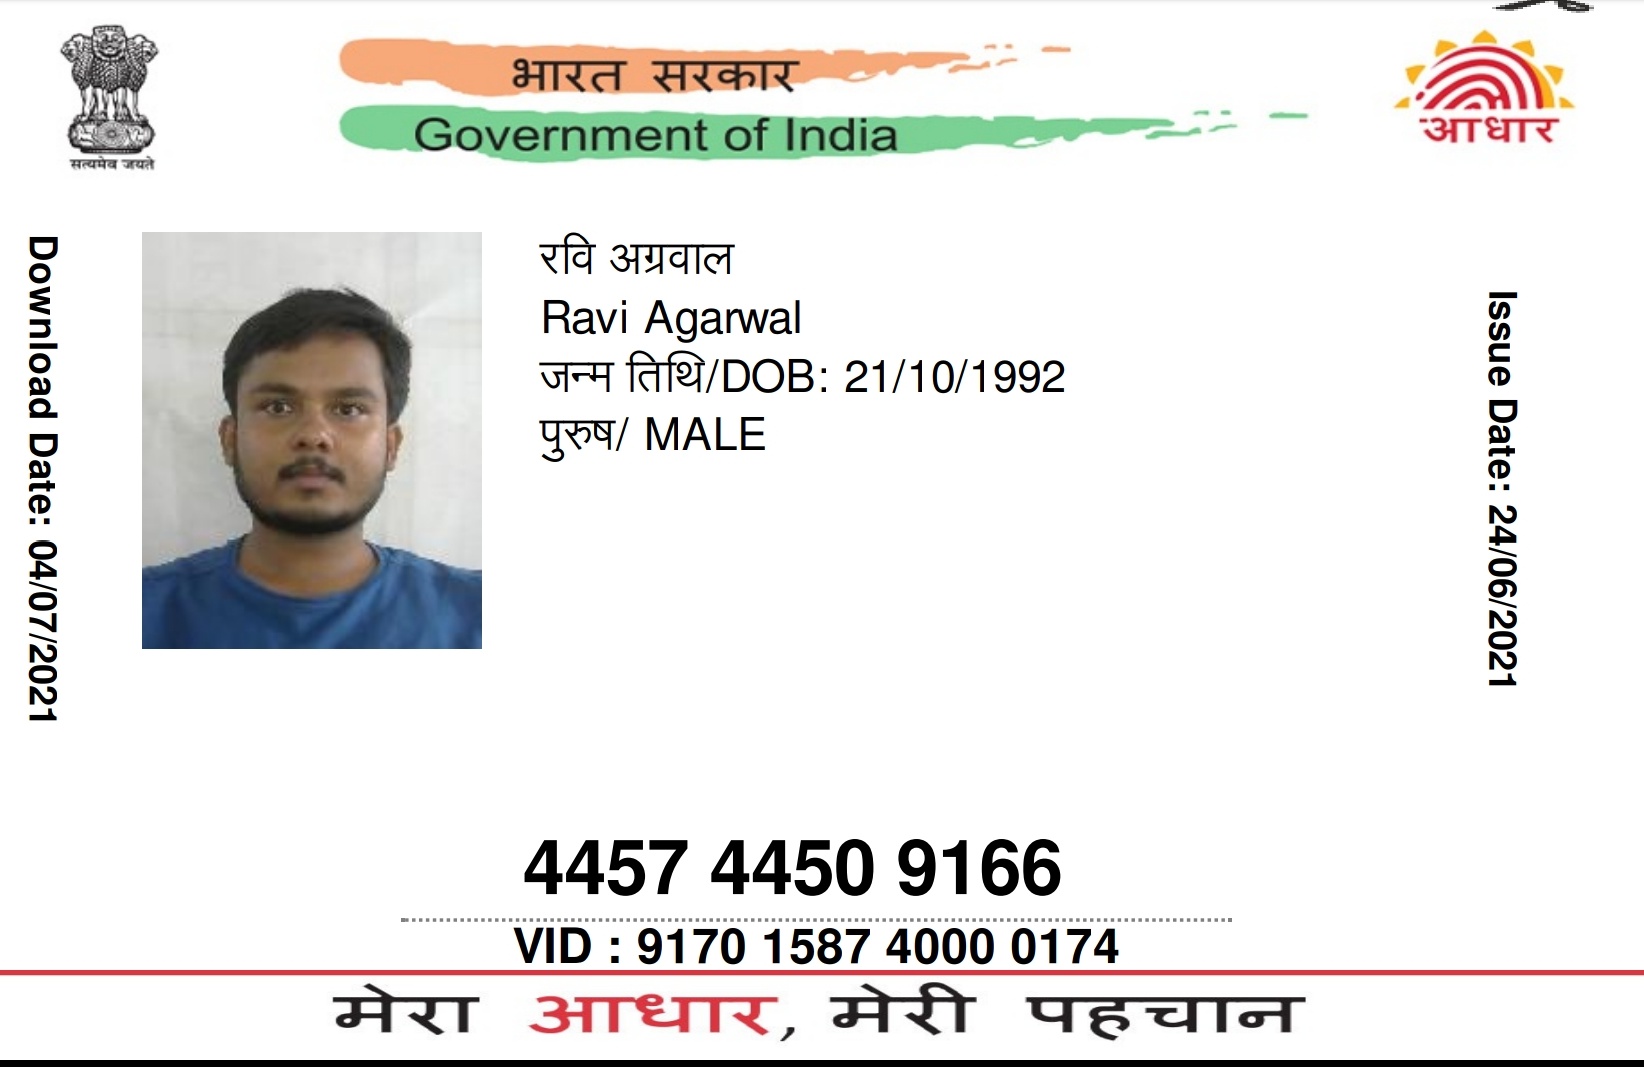 भारत सरकार
Government of India
सत्यमेव जयते
आधार
Download Date: 04/07/2021
रवि अग्रवाल
Ravi Agarwal
जन्म तिथि/DOB: 21/10/1992
पुरुष/ MALE
Issue Date: 24/06/2021
4457 4450 9166
VID : 9170 1587 4000 0174
मेरा आधार, मेरी पहचान